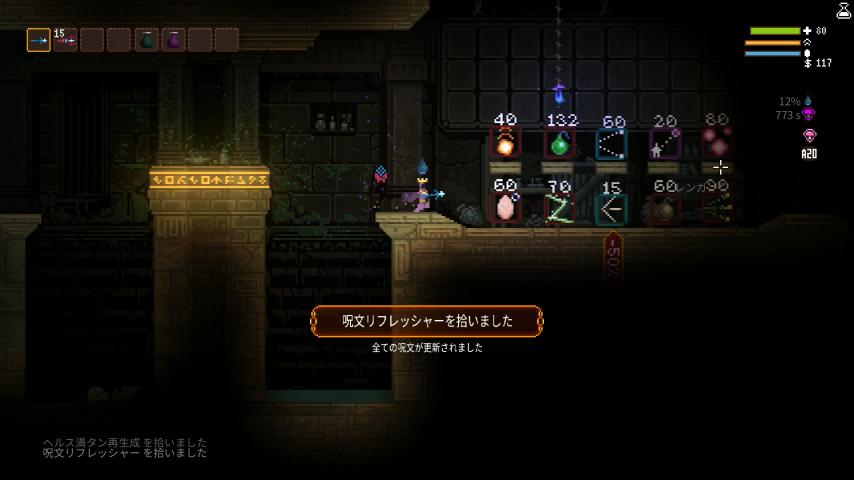 15
80
$ 117
12%
773 s
A20
40 132 60 20 80
60 70 15 60 レンガ 90
-50%
呪文リフレッシャーを拾いました
全ての呪文が更新されました
ヘルス満タン再生成 を拾いました
呪文リフレッシャー を拾いました